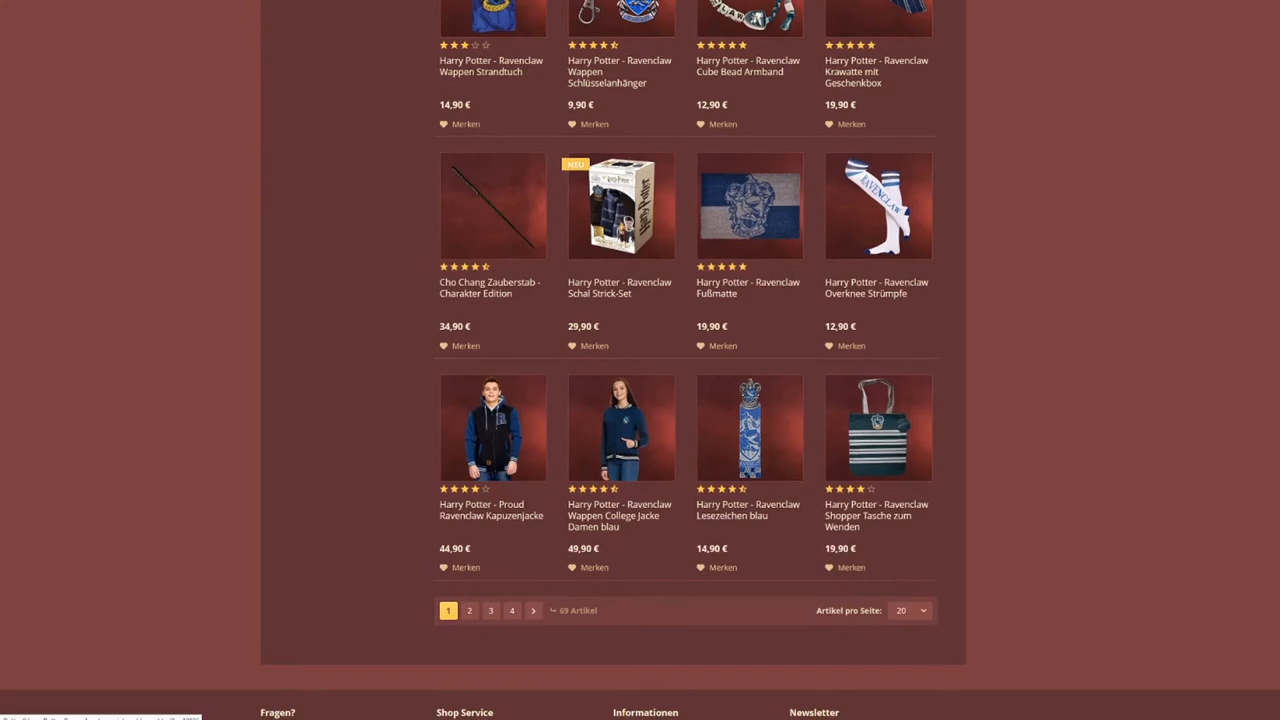 Harry Potter - Ravenclaw Wappen Strandtuch
14,90 €
Merken
Harry Potter - Ravenclaw
Wappen
Schlüsselanhänger
9,90 €
Merken
Harry Potter - Ravenclaw
Cube Bead Armband
12,90 €
Merken
Harry Potter - Ravenclaw
Krawatte mit
Geschenkbox
19,90 €
Merken
Cho Chang Zauberstab -
Charakter Edition
34,90 €
Merken
NEU
Harry Potter
Harry Potter - Ravenclaw
Schal Strick-Set
29,90 €
Merken
Harry Potter - Ravenclaw
Fußmatte
19,90 €
Merken
RAVENCLAW
Harry Potter - Ravenclaw
Overknee Strümpfe
12,90 €
Merken
Harry Potter - Proud
Ravenclaw Kapuzenjacke
44,90 €
Merken
Harry Potter - Ravenclaw
Wappen College Jacke
Damen blau
49,90 €
Merken
Harry Potter - Ravenclaw
Lesezeichen blau
14,90 €
Merken
Harry Potter - Ravenclaw
Shopper Tasche zum
Wenden
19,90 €
Merken
1 2 3 4 69 Artikel Artikel pro Seite: 20
Fragen? Shop Service Informationen Newsletter